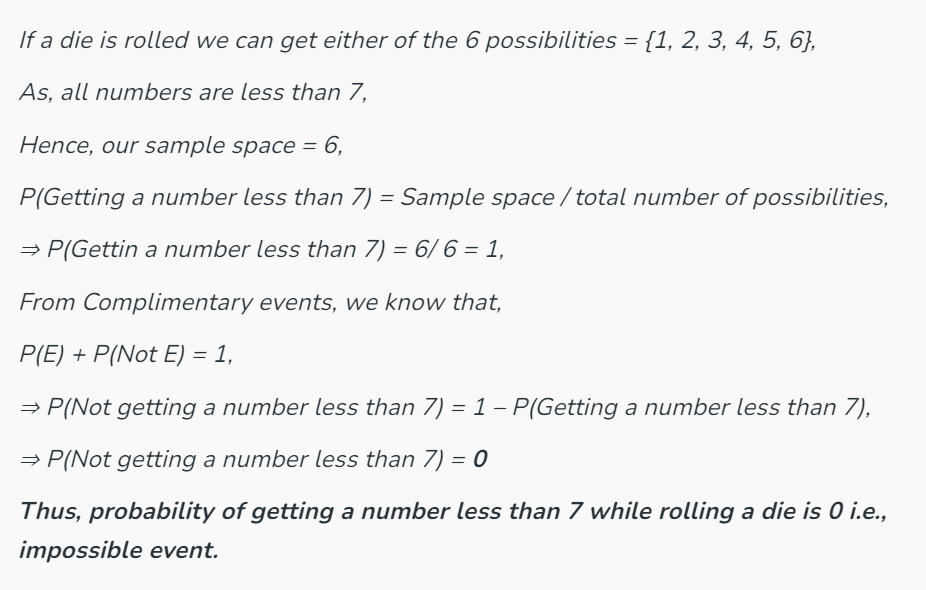 If a die is rolled we can get either of the 6 possibilities = {1, 2, 3, 4, 5, 6},
As, all numbers are less than 7,
Hence, our sample space = 6,
P(Getting a number less than 7) = Sample space / total number of possibilities,
⇒ P(Gettin a number less than 7) = 6/ 6 = 1,
From Complimentary events, we know that,
P(E) + P(Not E) = 1,
⇒ P(Not getting a number less than 7) = 1 – P(Getting a number less than 7),
⇒ P(Not getting a number less than 7) = 0
Thus, probability of getting a number less than 7 while rolling a die is 0 i.e.,
impossible event.